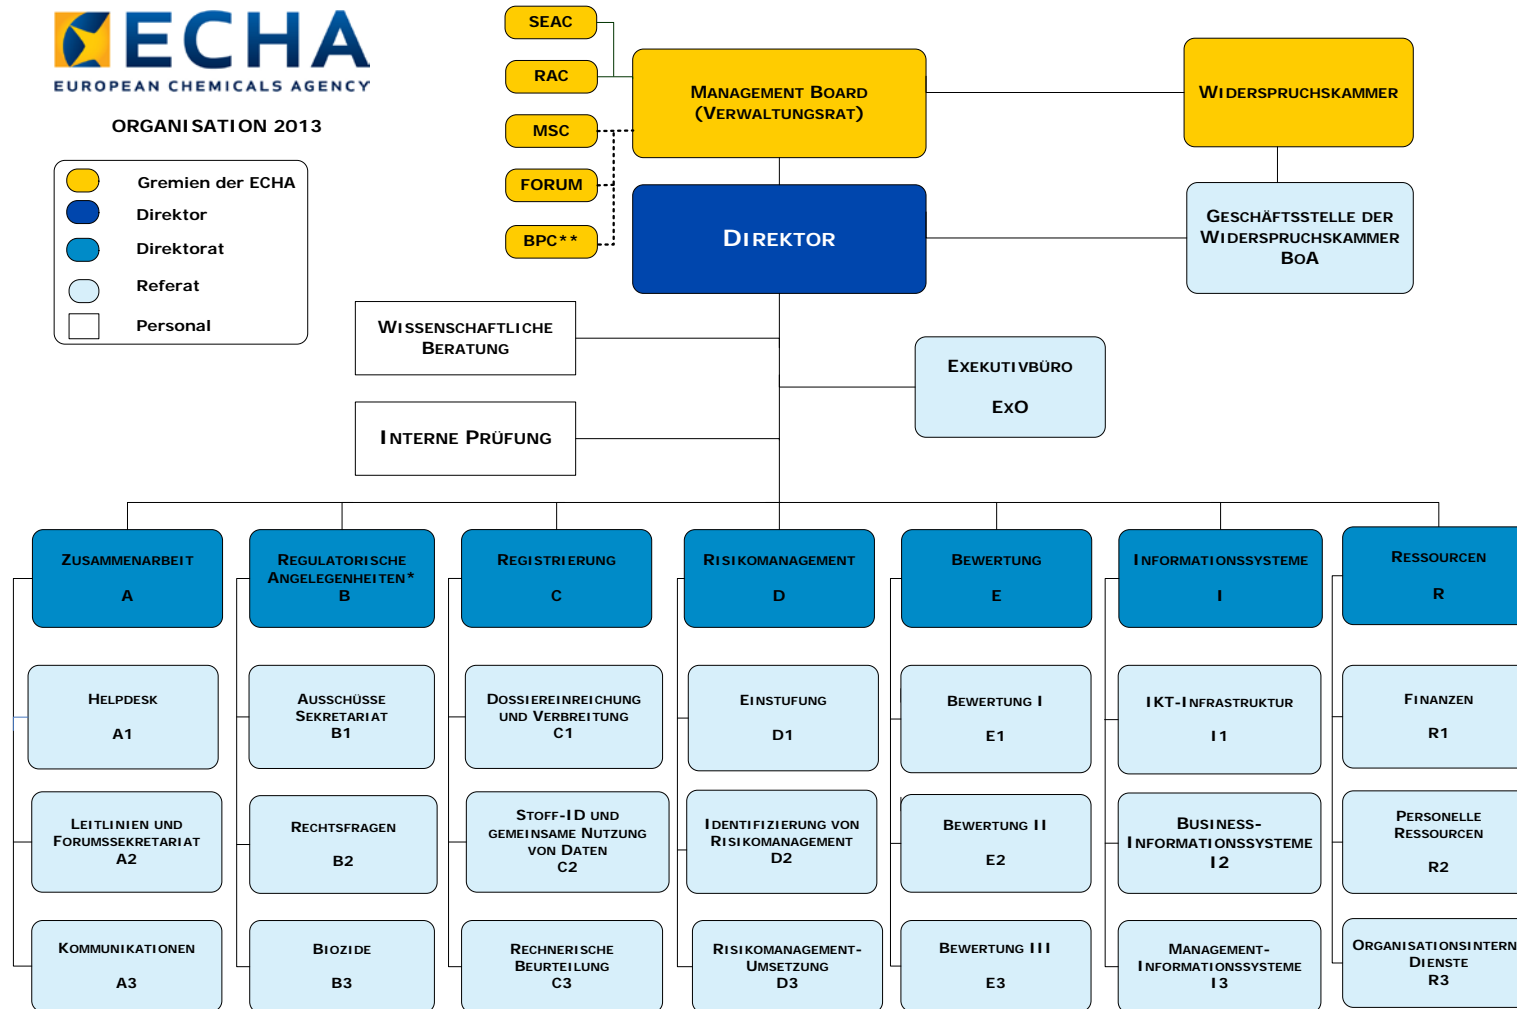 ECHA
EUROPEAN CHEMICALS AGENCY
ORGANISATION 2013
Gremien der ECHA
Direktor
Direktorat
Referat
Personal
SEAC
RAC
MSC
FORUM
BPC**
MANAGEMENT BOARD
(VERWALTUNGSRAT)
WIDERSPRUCHSKAMMER
DIREKTOR
GESCHÄFTSSTELLE DER
WIDERSPRUCHSKAMMER
BOA
WISSENSCHAFTLICHE
BERATUNG
EXEKUTIVBÜRO
EXO
INTERNE PRÜFUNG
ZUSAMMENARBEIT
A
REGULATORISCHE
ANGELEGENHEITEN*
B
REGISTRIERUNG
C
RISIKOMANAGEMENT
D
BEWERTUNG
E
INFORMATIONSSYSTEME
I
RESSOURCEN
R
HELPDESK
A1
AUSSCHÜSSE
SEKRETARIAT
B1
DOSSIEREINREICHUNG
UND VERBREITUNG
C1
EINSTUFUNG
D1
BEWERTUNG I
E1
IKT-INFRASTRUKTUR
I1
FINANZEN
R1
LEITLINIEN UND
FORUMSSEKRETARIAT
A2
RECHTSFRAGEN
B2
STOFF-ID UND
GEMEINSAME NUTZUNG
VON DATEN
C2
IDENTIFIZIERUNG VON
RISIKOMANAGEMENT
D2
BEWERTUNG II
E2
BUSINESS-
INFORMATIONSSYSTEME
I2
PERSONELLE
RESSOURCEN
R2
KOMMUNIKATIONEN
A3
BIOZIDE
B3
RECHNERISCHE
BEURTEILUNG
C3
RISIKOMANAGEMENT-
UMSETZUNG
D3
BEWERTUNG III
E3
MANAGEMENT-
INFORMATIONSSYSTEME
I3
ORGANISATIONSINTERN
DIENSTE
R3